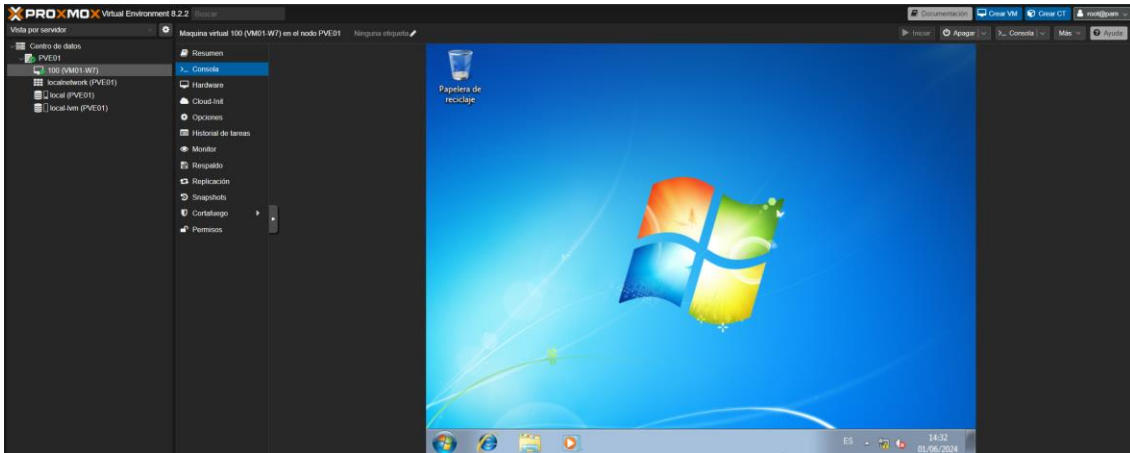 PROXMOX Virtual Environment 8.2.2 Buscar
Documentación Crear VM Crear CT root@pam
Vista por servidor
Maquina virtual 100 (VM01-W7) en el nodo PVE01 Ninguna etiqueta
Iniciar Apagar Consola Más Ayuda
Centro de datos
PVE01
100 (VM01-W7)
localnetwork (PVE01)
local (PVE01)
local-lvm (PVE01)
Resumen
>_ Consola
Hardware
Cloud-Init
Opciones
Historial de tareas
Monitor
Respaldo
Replicación
Snapshots
Cortafuego
Permisos
Papelera de
reciclaje
ES
14:32
01/06/2024